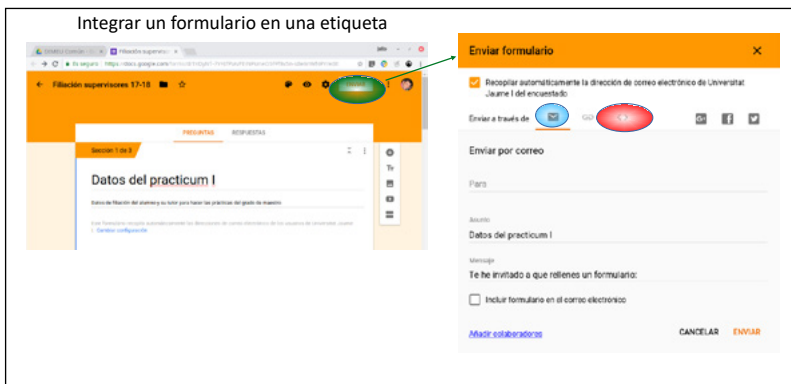 Integrar un formulario en una etiqueta
Filiación supervisores 17-18
PREGUNTAS RESPUESTAS
Sección 1 de 3
Datos del practicum I
Datos de filiación del alumno y su tutor para hacer las prácticas del grado de maestro
Cambiar configuración
Tт
Enviar formulario
Recopilar automáticamente la dirección de correo electrónico de Universitat
Jaume I del encuestado
Enviar a través de
Enviar por correo
Para
Asunto
Datos del practicum I
Mensaje
Te he invitado a que rellenes un formulario:
Incluir formulario en el correo electrónico
Añadir colaboradores CANCELAR ENVIAR